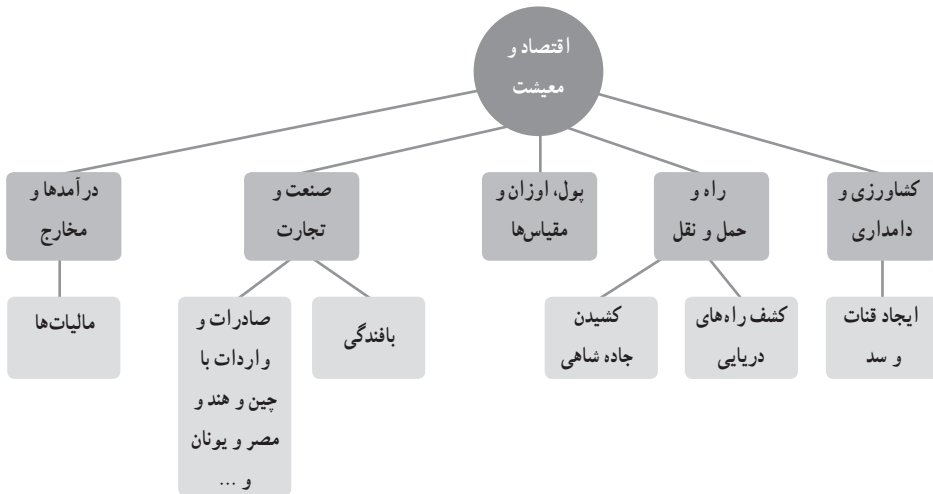 اقتصاد و
معیشت
کشاورزی و
دامداری
راه و
حمل و نقل
پول، اوزان و
مقیاس‌ها
صنعت و
تجارت
درآمدها و
مخارج
ایجاد قنات
و سد
کشف راه‌های
دریایی
کشیدن
جاده شاهی
بافندگی
صادرات و
واردات با
چین و هند و
مصر و یونان
و ...
مالیات‌ها